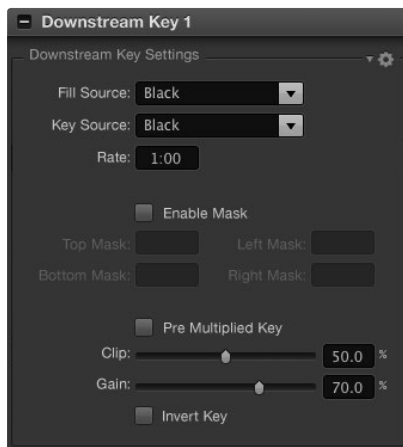 Downstream Key 1
Downstream Key Settings
Fill Source: Black
Key Source: Black
Rate: 1:00
Enable Mask
Top Mask: Left Mask:
Bottom Mask: Right Mask:
Pre Multiplied Key
Clip: 50.0 %
Gain: 70.0 %
Invert Key